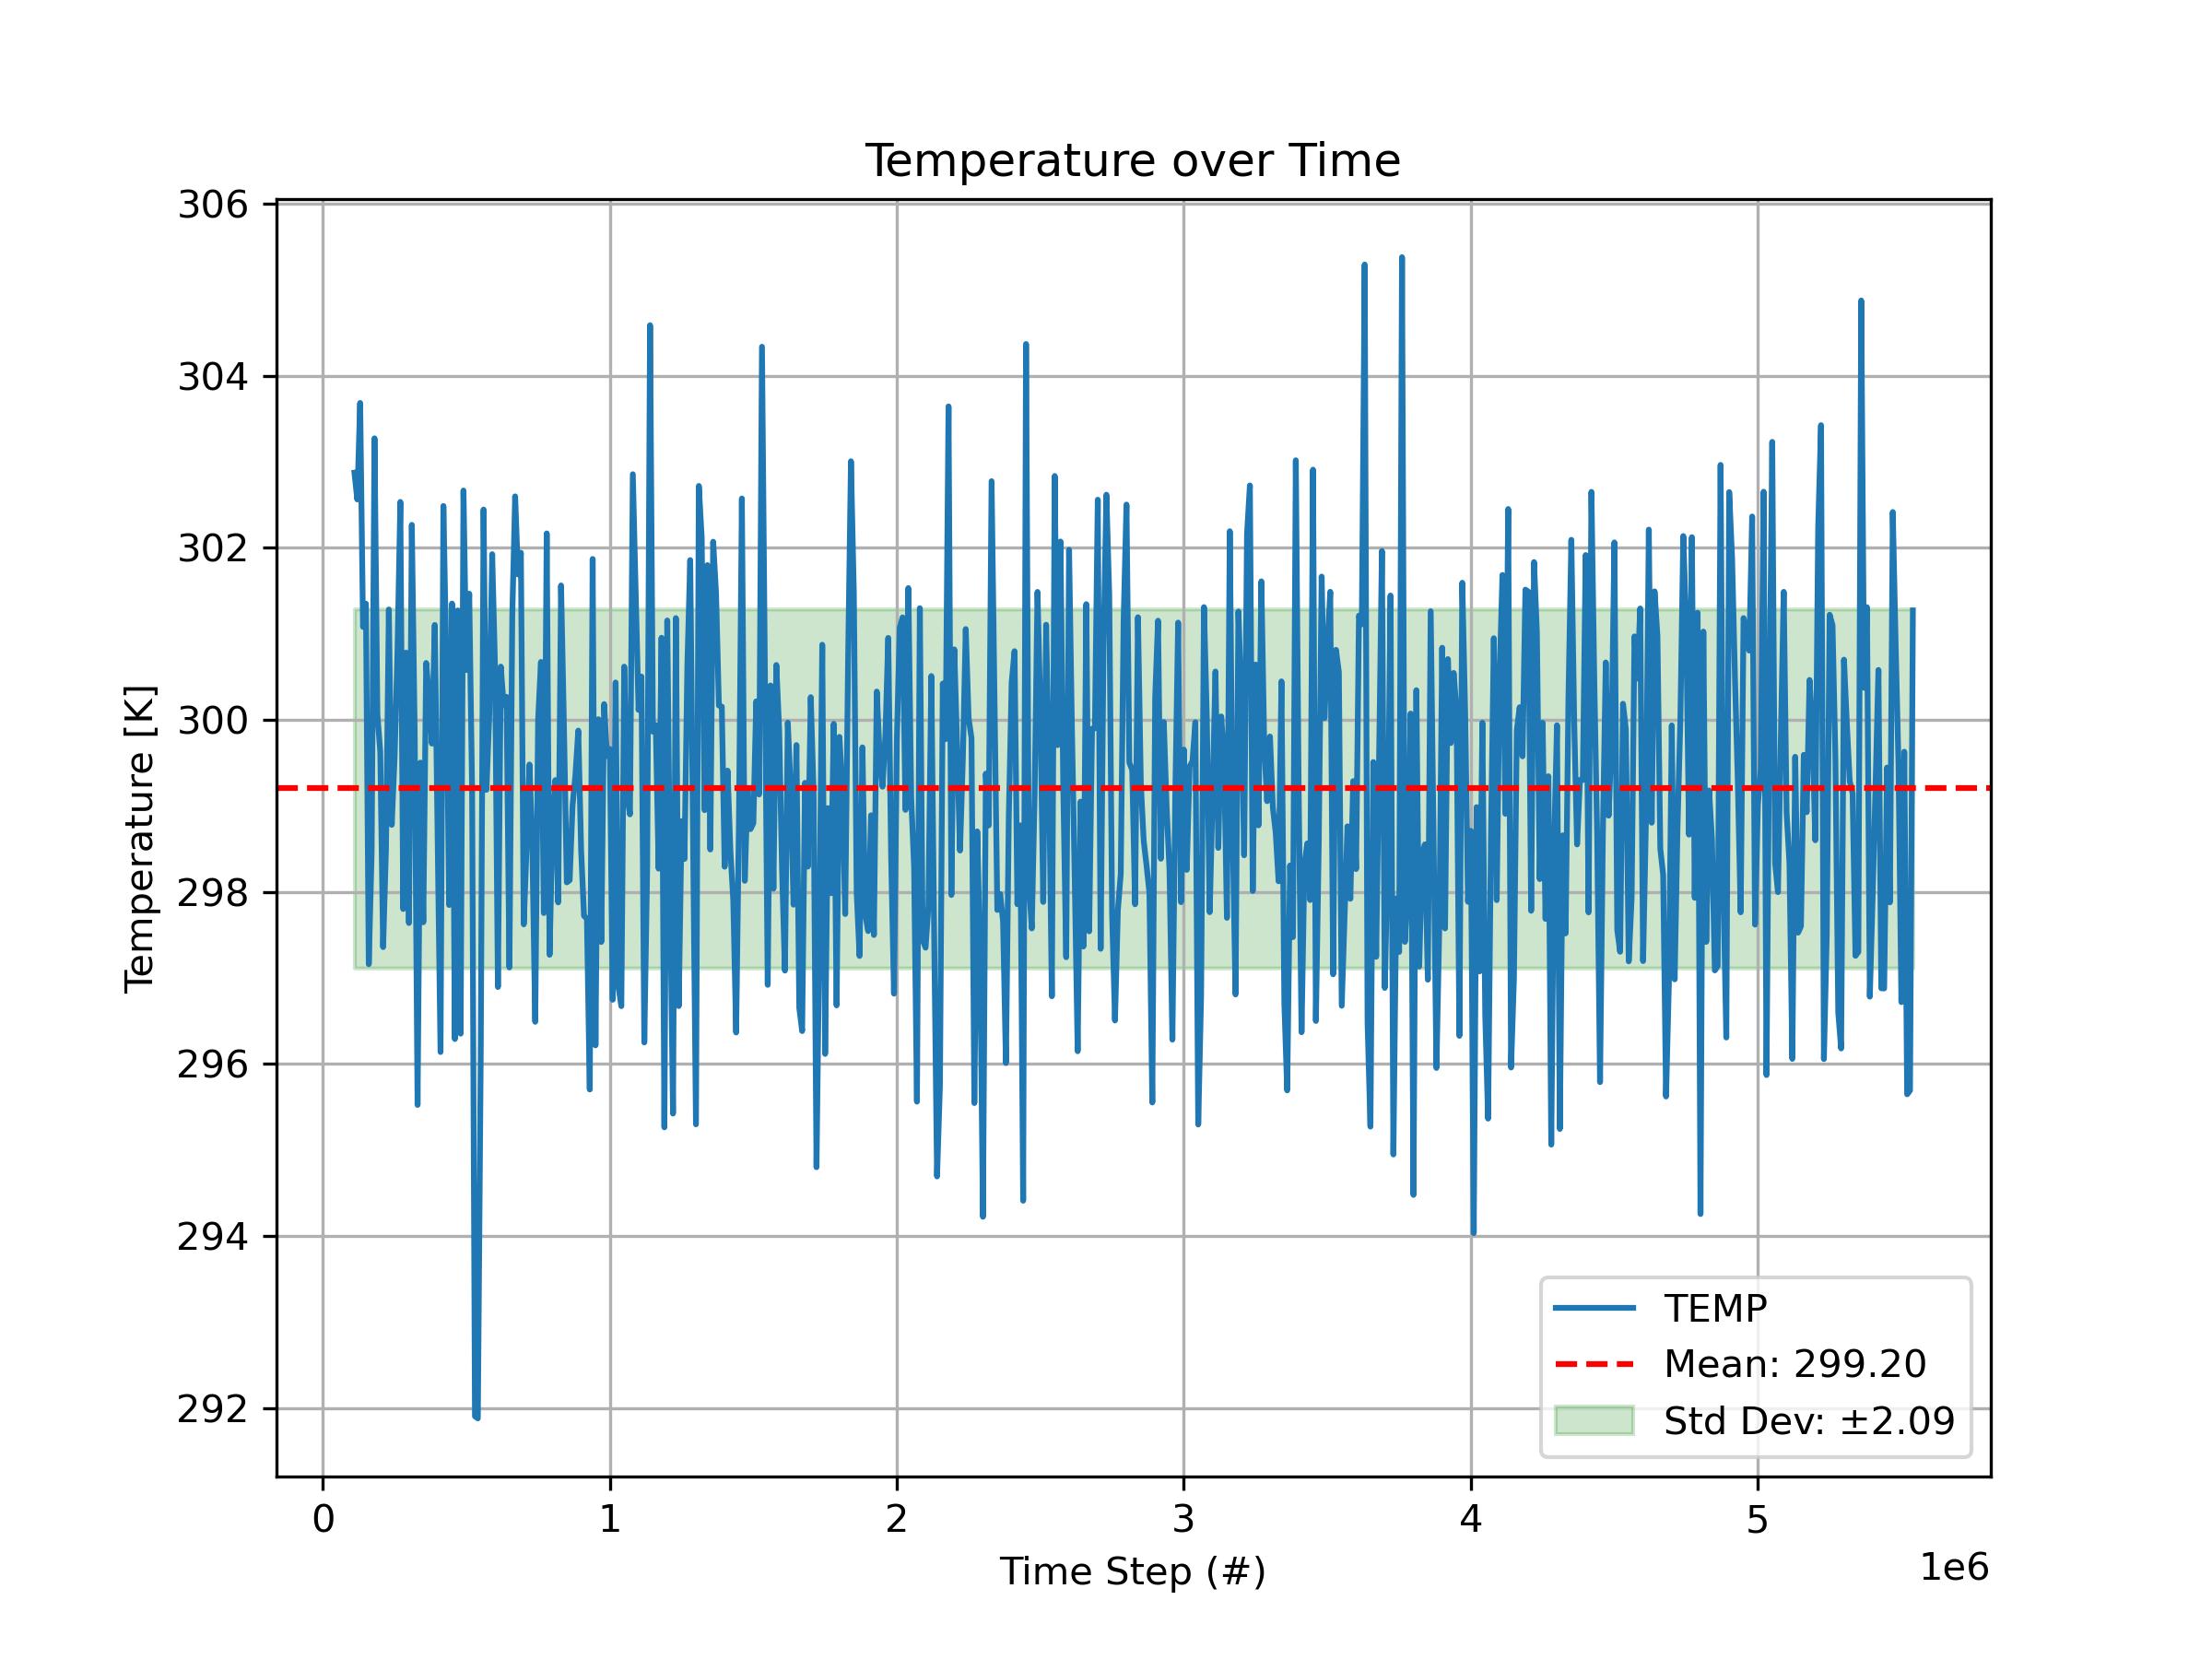 Temperature over Time
306
304
302
300
298
296
294
292
Temperature [K]
0 1 2 3 4 5
Time Step (#)
1e6
TEMP
Mean: 299.20
Std Dev: ±2.09